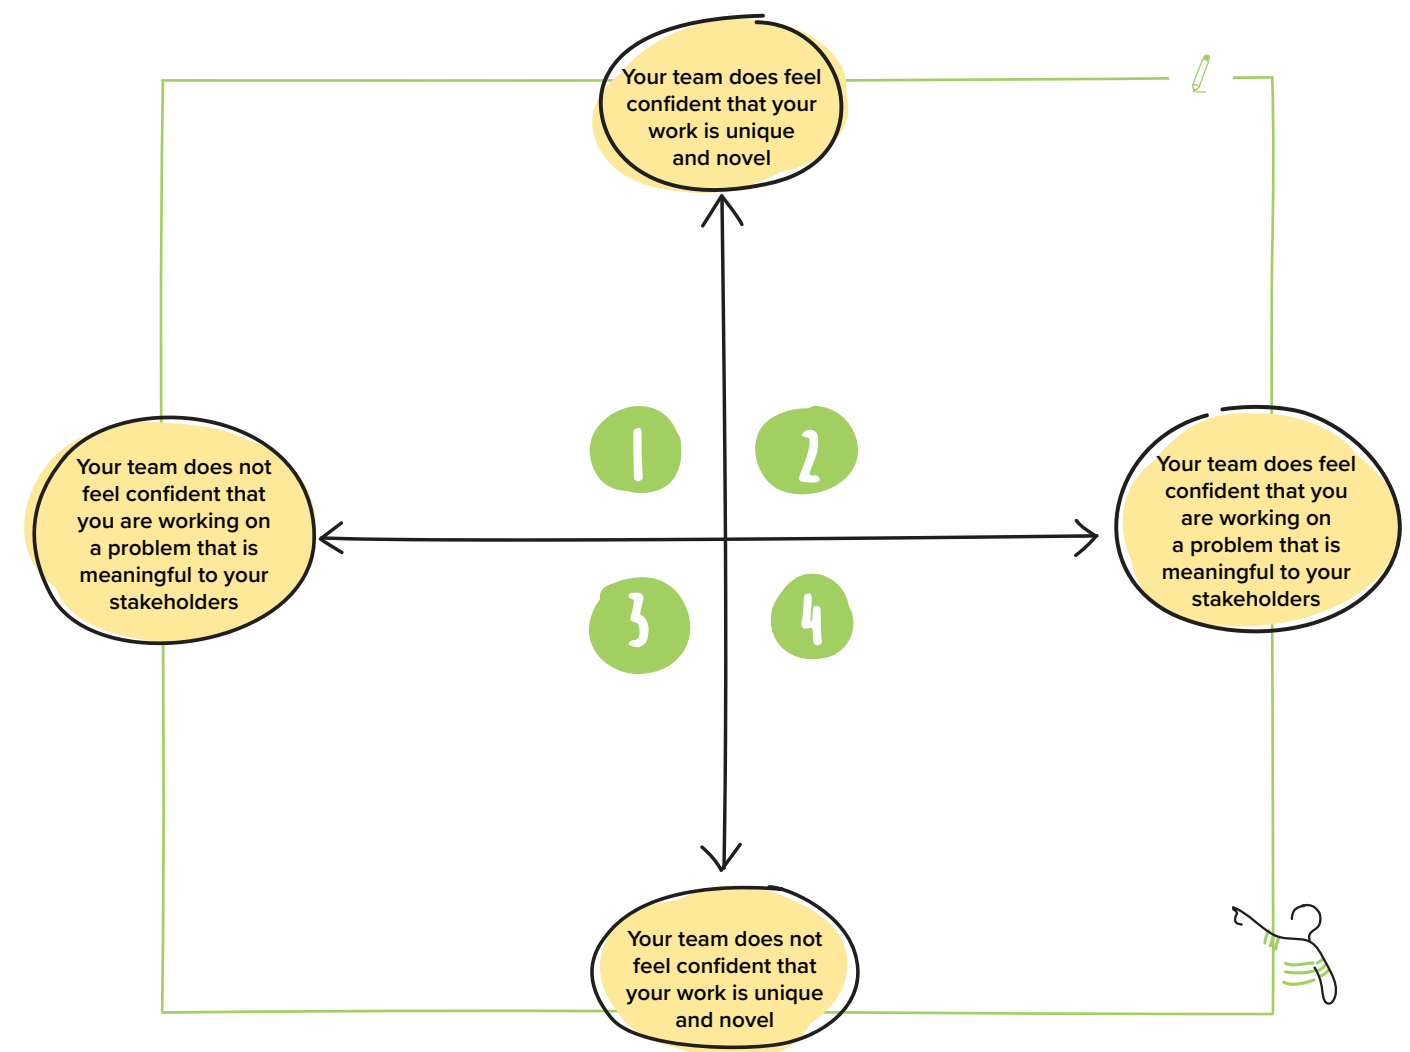 Your team does feel
confident that your
work is unique
and novel
1
2
Your team does not
feel confident that
you are working on
a problem that is
meaningful to your
stakeholders
Your team does feel
confident that you
are working on
a problem that is
meaningful to your
stakeholders
3
4
Your team does not
feel confident that
your work is unique
and novel